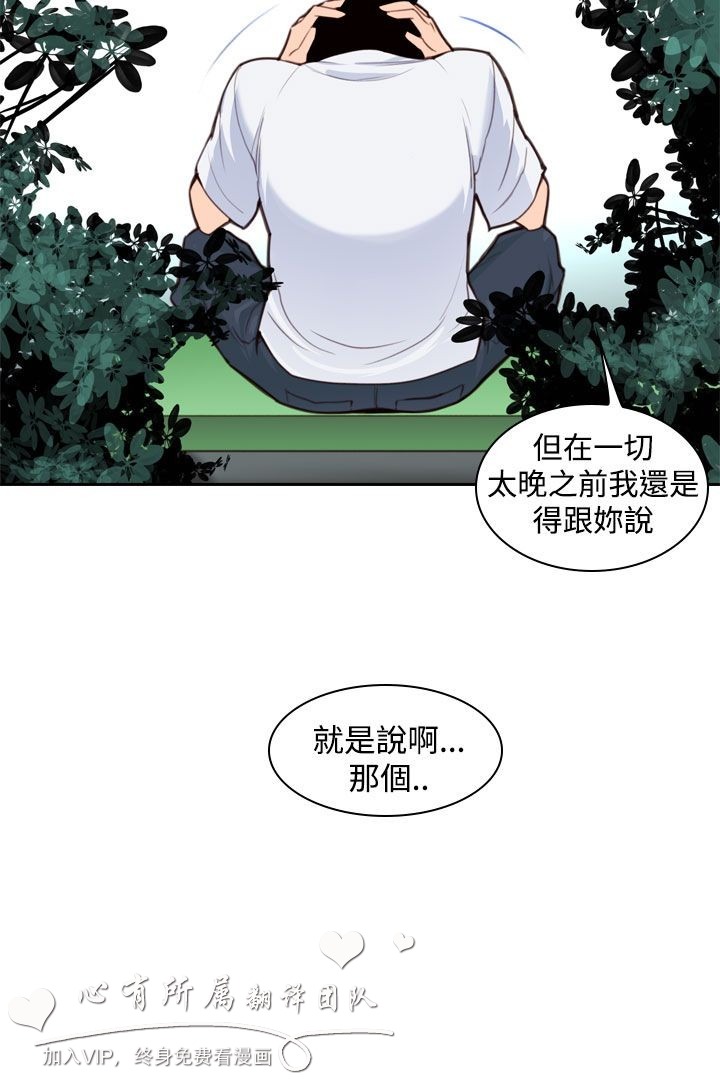 但在一切
太晚之前我還是
得跟妳說
就是說啊...
那個..
心有所属翻译团队
加入VIP，终身免费看漫画